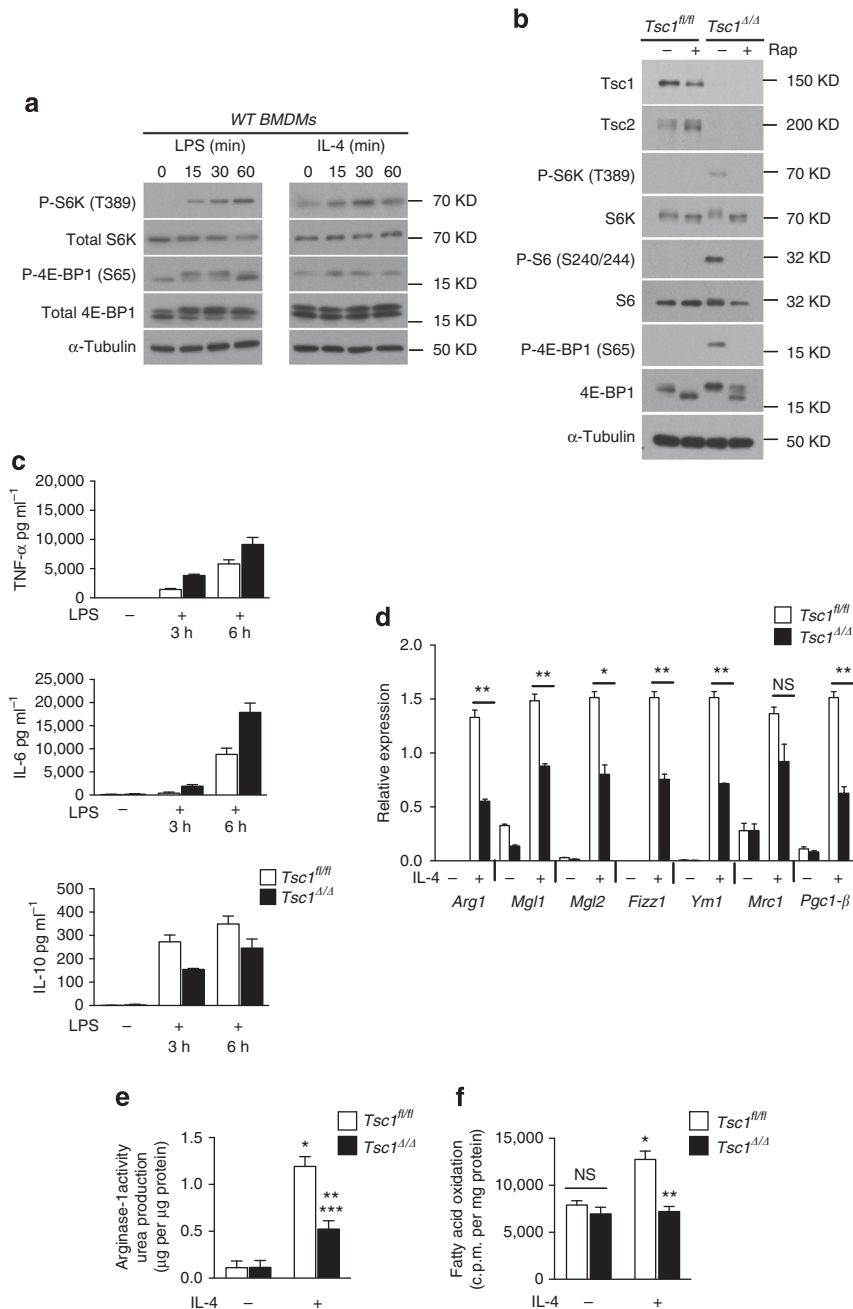 a
WT BMDMs
LPS (min) IL-4 (min)
0 15 30 60 0 15 30 60
P-S6K (T389) 70 KD
Total S6K 70 KD
P-4E-BP1 (S65) 15 KD
Total 4E-BP1 15 KD
α-Tubulin 50 KD
b
Tsc1fl/fl Tsc1Δ/Δ
– + – + Rap
Tsc1 150 KD
Tsc2 200 KD
P-S6K (T389) 70 KD
S6K 70 KD
P-S6 (S240/244) 32 KD
S6 32 KD
P-4E-BP1 (S65) 15 KD
4E-BP1 15 KD
α-Tubulin 50 KD
c
TNF-α pg ml−1
20,000
15,000
10,000
5,000
0
LPS – + +
3 h 6 h
IL-6 pg ml−1
25,000
20,000
15,000
10,000
5,000
0
LPS – + +
3 h 6 h
Tsc1fl/fl
Tsc1Δ/Δ
IL-10 pg ml−1
500
400
300
200
100
0
LPS – + +
3 h 6 h
d
Tsc1fl/fl
Tsc1Δ/Δ
Relative expression
2.0
1.5
1.0
0.5
0.0
** ** * ** ** NS **
IL-4 – + – + – + – + – + – + – +
Arg1 Mgl1 Mgl2 Fizz1 Ym1 Mrc1 Pgc1-β
e
Tsc1fl/fl
Tsc1Δ/Δ
Arginase-1activity
urea production
(μg per μg protein)
1.5
1.0
0.5
0.0
*
**
***
IL-4 – +
f
Tsc1fl/fl
Tsc1Δ/Δ
Fatty acid oxidation
(c.p.m. per mg protein)
15,000
10,000
5,000
0
NS
*
**
IL-4 – +